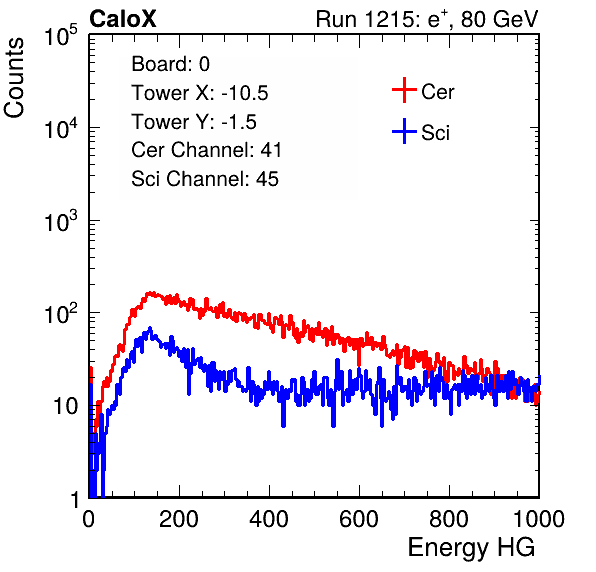 CaloX Run 1215: e⁺, 80 GeV
Counts
10⁵
10⁴
10³
10²
10
1
Board: 0
Tower X: -10.5
Tower Y: -1.5
Cer Channel: 41
Sci Channel: 45
Cer
Sci
0 200 400 600 800 1000
Energy HG